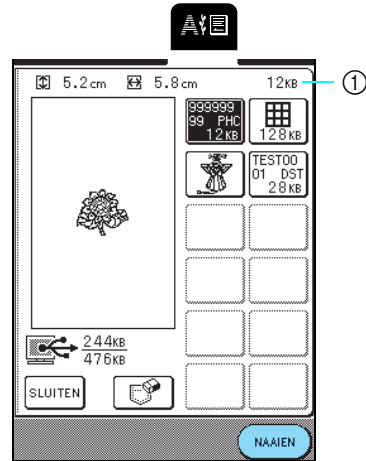 A
5.2cm 5.8cm 12KB ①
999999
99 PHC
12KB
128KB
TEST00
01 DST
28KB
244KB
476KB
SLUITEN
NAAIEN